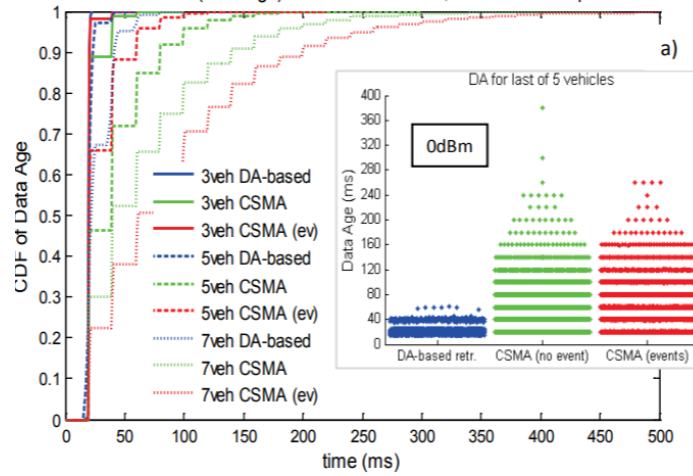 a)
CDF of Data Age
1
0.9
0.8
0.7
0.6
0.5
0.4
0.3
0.2
0.1
0
3veh DA-based
3veh CSMA
3veh CSMA (ev)
5veh DA-based
5veh CSMA
5veh CSMA (ev)
7veh DA-based
7veh CSMA
7veh CSMA (ev)
DA for last of 5 vehicles
0dBm
Data Age (ms)
400
360
320
280
240
200
160
120
80
40
0
DA-based retr.
CSMA (no event)
CSMA (events)
0 50 100 150 200 250 300 350 400 450 500
time (ms)